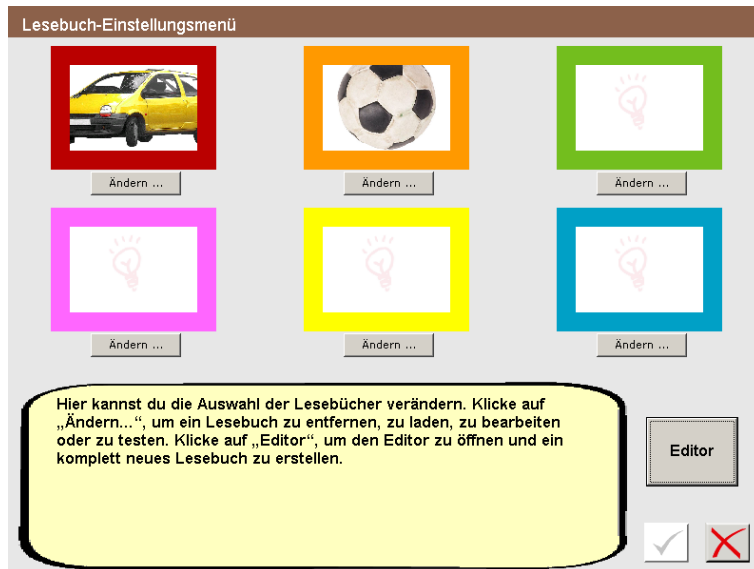 Lesebuch-Einstellungsmenü
Ändern ...
Ändern ...
Ändern ...
Ändern ...
Ändern ...
Ändern ...
Hier kannst du die Auswahl der Lesebücher verändern. Klicke auf
„Ändern...“, um ein Lesebuch zu entfernen, zu laden, zu bearbeiten
oder zu testen. Klicke auf „Editor“, um den Editor zu öffnen und ein
komplett neues Lesebuch zu erstellen.
Editor